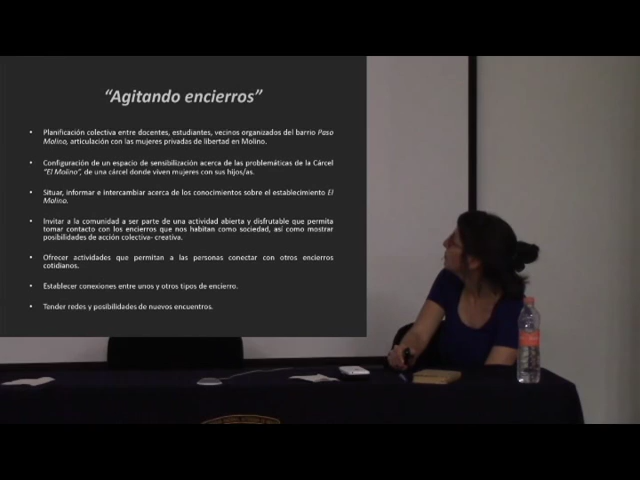 “Agitando encierros”
• Planificación colectiva entre docentes, estudiantes, vecinos organizados del barrio Paso
Molino, articulación con las mujeres privadas de libertad en Molino.
• Configuración de un espacio de sensibilización acerca de las problemáticas de la Cárcel
“El Molino”, de una cárcel donde viven mujeres con sus hijos/as.
• Situar, informar e intercambiar acerca de los conocimientos sobre el establecimiento El
Molino.
• Invitar a la comunidad a ser parte de una actividad abierta y disfrutable que permita
tomar contacto con los encierros que nos habitan como sociedad, así como mostrar
posibilidades de acción colectiva- creativa.
• Ofrecer actividades que permitan a las personas conectar con otros encierros
cotidianos.
• Establecer conexiones entre unos y otros tipos de encierro.
• Tender redes y posibilidades de nuevos encuentros.